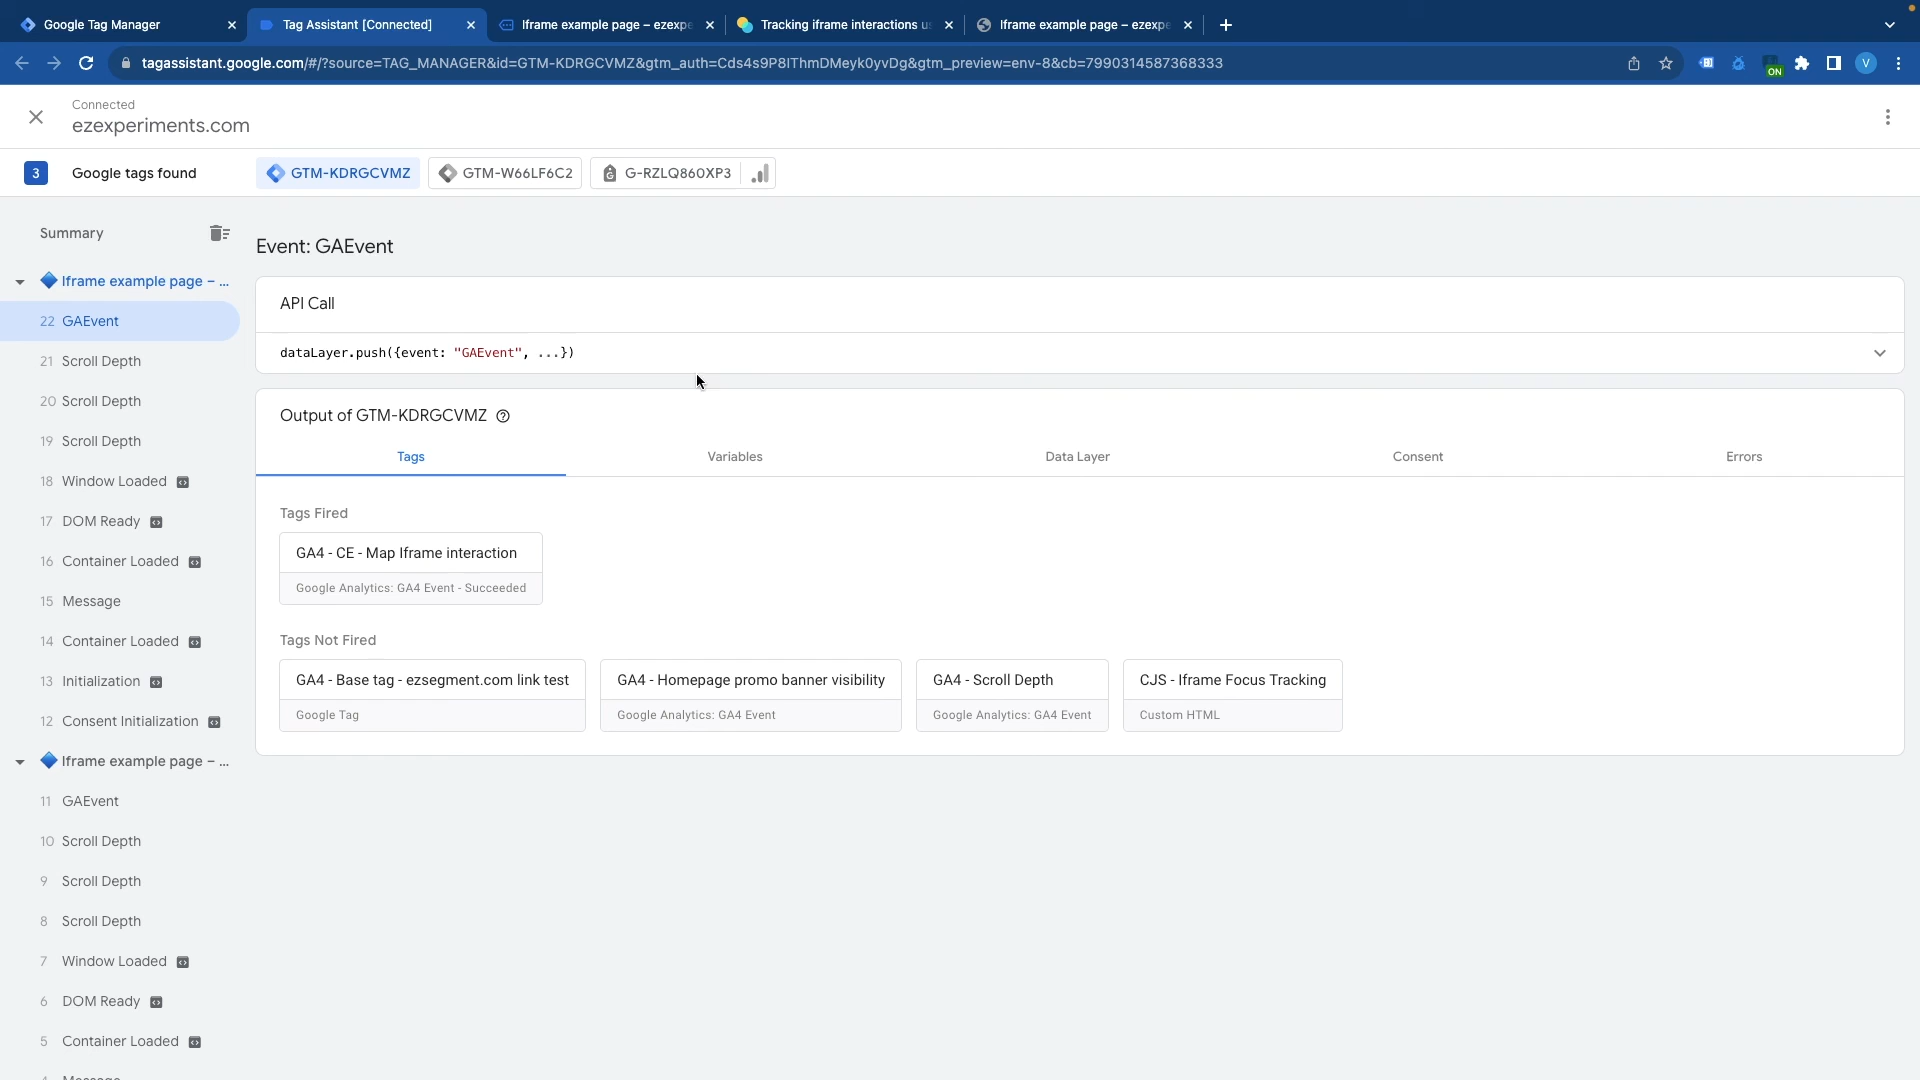 Google Tag Manager
Tag Assistant [Connected]
Iframe example page – ezexpe
Tracking iframe interactions u
Iframe example page – ezexpe
tagassistant.google.com/#/?source=TAG_MANAGER&id=GTM-KDRGCVMZ&gtm_auth=Cds4s9P8IThmDMeyk0yvDg&gtm_preview=env-8&cb=7990314587368333
ON
V
Connected
ezexperiments.com
3 Google tags found
GTM-KDRGCVMZ
GTM-W66LF6C2
G-RZLQ860XP3
Summary
Iframe example page – ...
22 GAEvent
21 Scroll Depth
20 Scroll Depth
19 Scroll Depth
18 Window Loaded
17 DOM Ready
16 Container Loaded
15 Message
14 Container Loaded
13 Initialization
12 Consent Initialization
Iframe example page – ...
11 GAEvent
10 Scroll Depth
9 Scroll Depth
8 Scroll Depth
7 Window Loaded
6 DOM Ready
5 Container Loaded
Event: GAEvent
API Call
dataLayer.push({event: "GAEvent", ...})
Output of GTM-KDRGCVMZ
Tags
Variables
Data Layer
Consent
Errors
Tags Fired
GA4 - CE - Map Iframe interaction
Google Analytics: GA4 Event - Succeeded
Tags Not Fired
GA4 - Base tag - ezsegment.com link test
Google Tag
GA4 - Homepage promo banner visibility
Google Analytics: GA4 Event
GA4 - Scroll Depth
Google Analytics: GA4 Event
CJS - Iframe Focus Tracking
Custom HTML